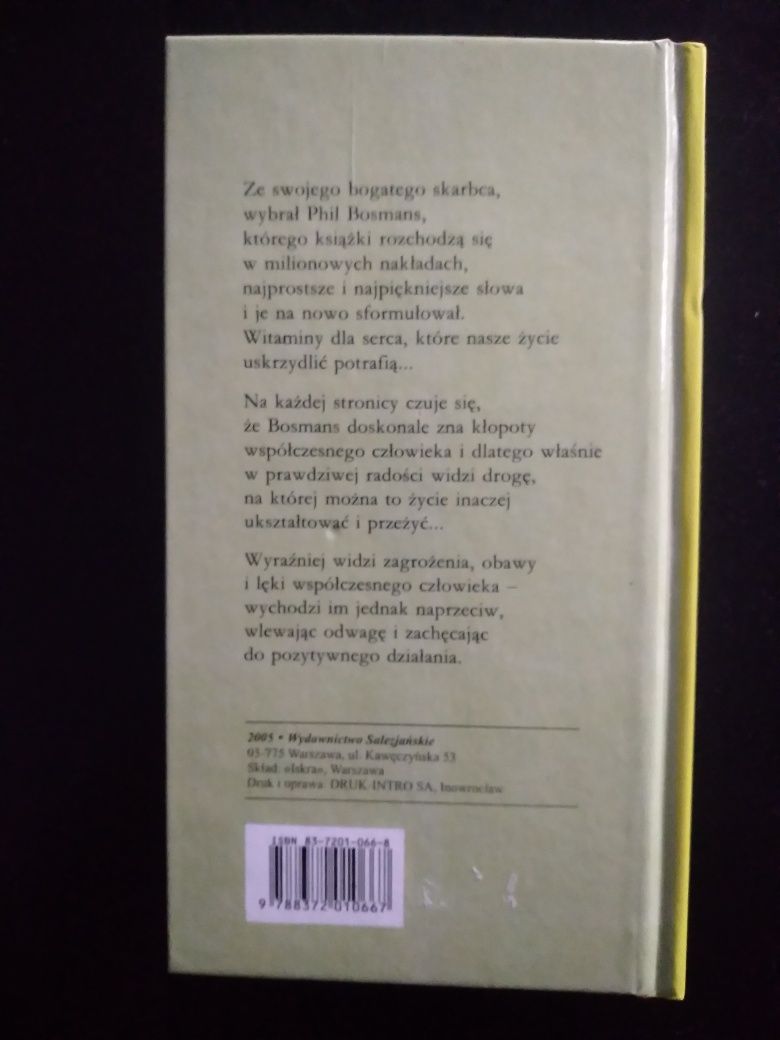 Ze swojego bogatego skarbca,
wybrał Phil Bosmans,
którego książki rozchodzą się
w milionowych nakładach,
najprostsze i najpiękniejsze słowa
i je na nowo sformułował.
Witaminy dla serca, które nasze życie
uskrzydlić potrafią...
Na każdej stronicy czuje się,
że Bosmans doskonale zna kłopoty
współczesnego człowieka i dlatego właśnie
w prawdziwej radości widzi drogę,
na której można to życie inaczej
ukształtować i przeżyć...
Wyraźniej widzi zagrożenia, obawy
i lęki współczesnego człowieka –
wychodzi im jednak naprzeciw,
wlewając odwagę i zachęcając
do pozytywnego działania.
2005 • Wydawnictwo Salezjańskie
03-775 Warszawa, ul. Kawęczyńska 53
Skład: «Iskra», Warszawa
Druk i oprawa: DRUK-INTRO SA, Inowrocław
ISBN 83-7201-066-8
9 788372 010667